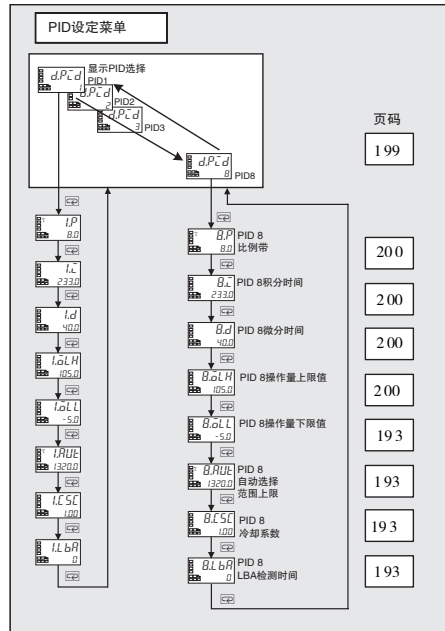 PID设定菜单
显示PID选择
d.Pid
1
PID1
d.Pid
2
PID2
d.Pid
3
PID3
d.Pid
8
PID8
页码
199
1.P
8.0
8.P
8.0
PID 8
比例带
200
1.i
233.0
8.i
233.0
PID 8积分时间
200
1.d
40.0
8.d
40.0
PID 8微分时间
200
1.oLH
105.0
8.oLH
105.0
PID 8操作量上限值
200
1.oLL
-5.0
8.oLL
-5.0
PID 8操作量下限值
193
1.AUt
1320.0
8.AUt
1320.0
PID 8
自动选择
范围上限
193
1.CSC
1.00
8.CSC
1.00
PID 8
冷却系数
193
1.LbA
0
8.LbA
0
PID 8
LBA检测时间
193